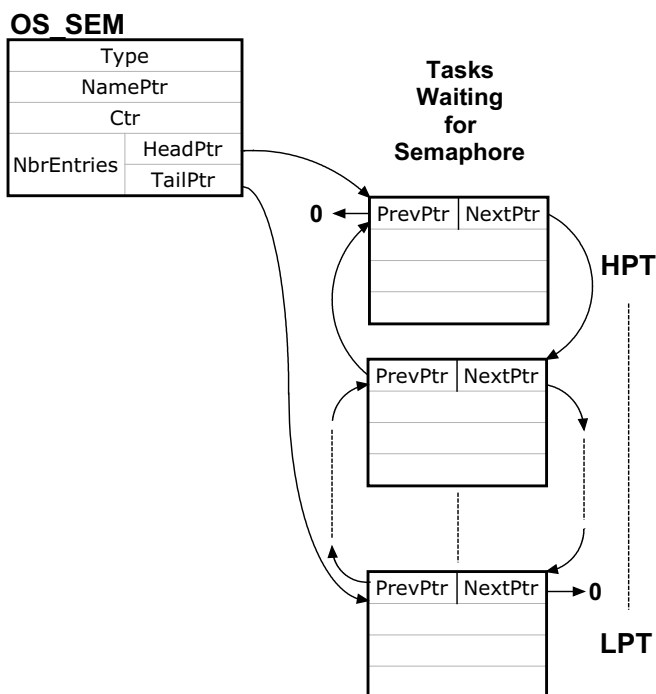 OS_SEM
Type
NamePtr
Ctr
NbrEntries
HeadPtr
TailPtr
Tasks
Waiting
for
Semaphore
0
PrevPtr NextPtr
HPT
PrevPtr NextPtr
PrevPtr NextPtr
0
LPT